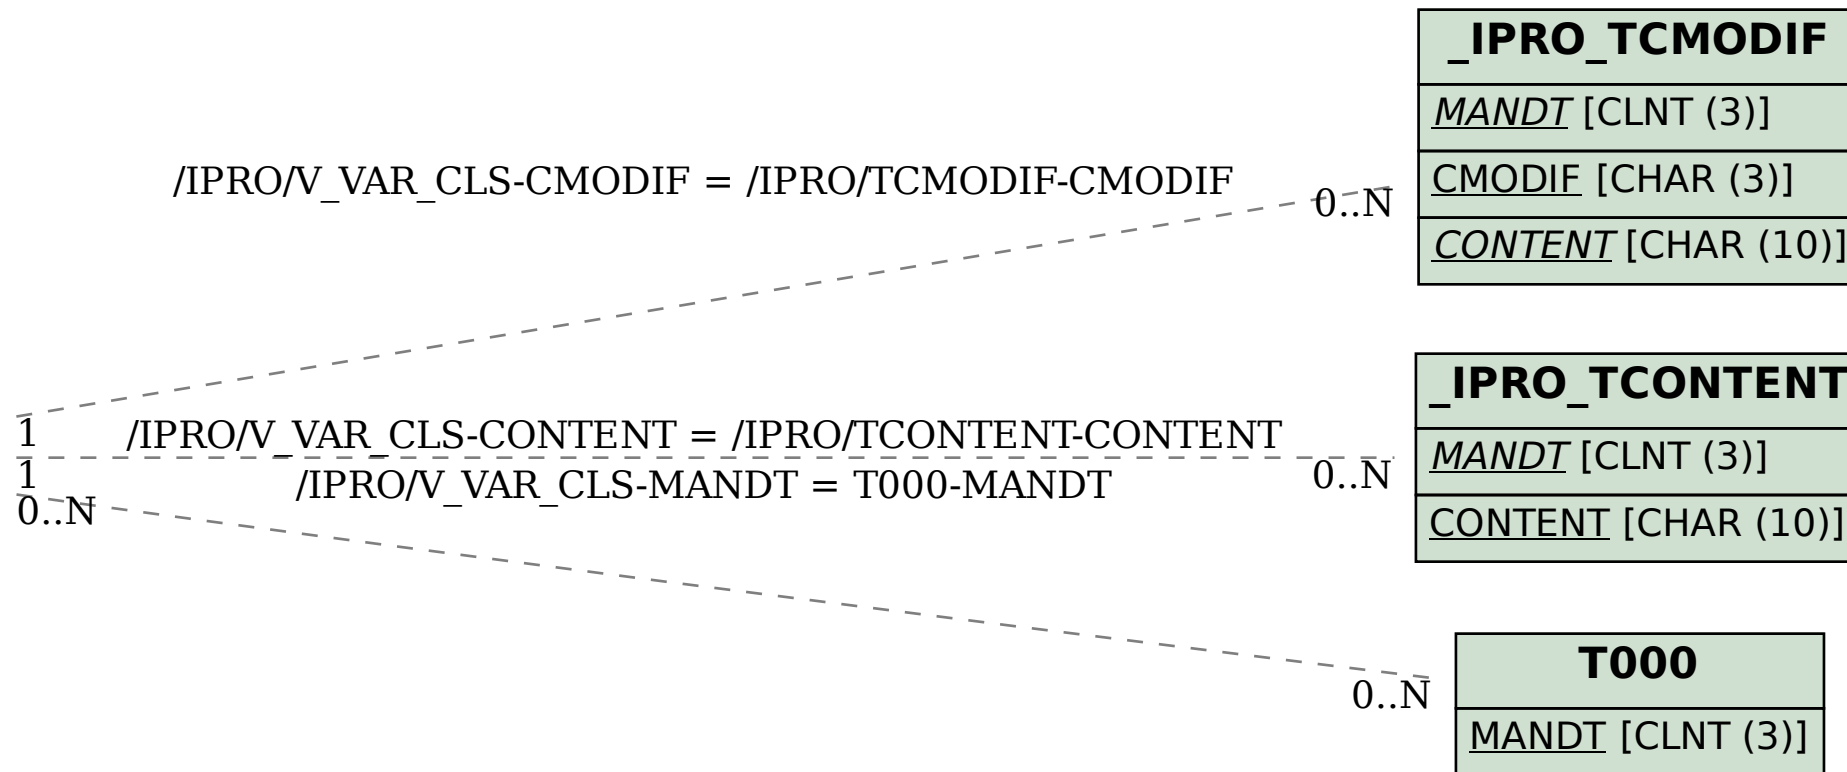 _IPRO_TCMODIF
MANDT [CLNT (3)]
CMODIF [CHAR (3)]
CONTENT [CHAR (10)]
/IPRO/V_VAR_CLS-CMODIF = /IPRO/TCMODIF-CMODIF
0..N
1
/IPRO/V_VAR_CLS-CONTENT = /IPRO/TCONTENT-CONTENT
1
0..N
_IPRO_TCONTENT
MANDT [CLNT (3)]
CONTENT [CHAR (10)]
/IPRO/V_VAR_CLS-MANDT = T000-MANDT
0..N
0..N
T000
MANDT [CLNT (3)]